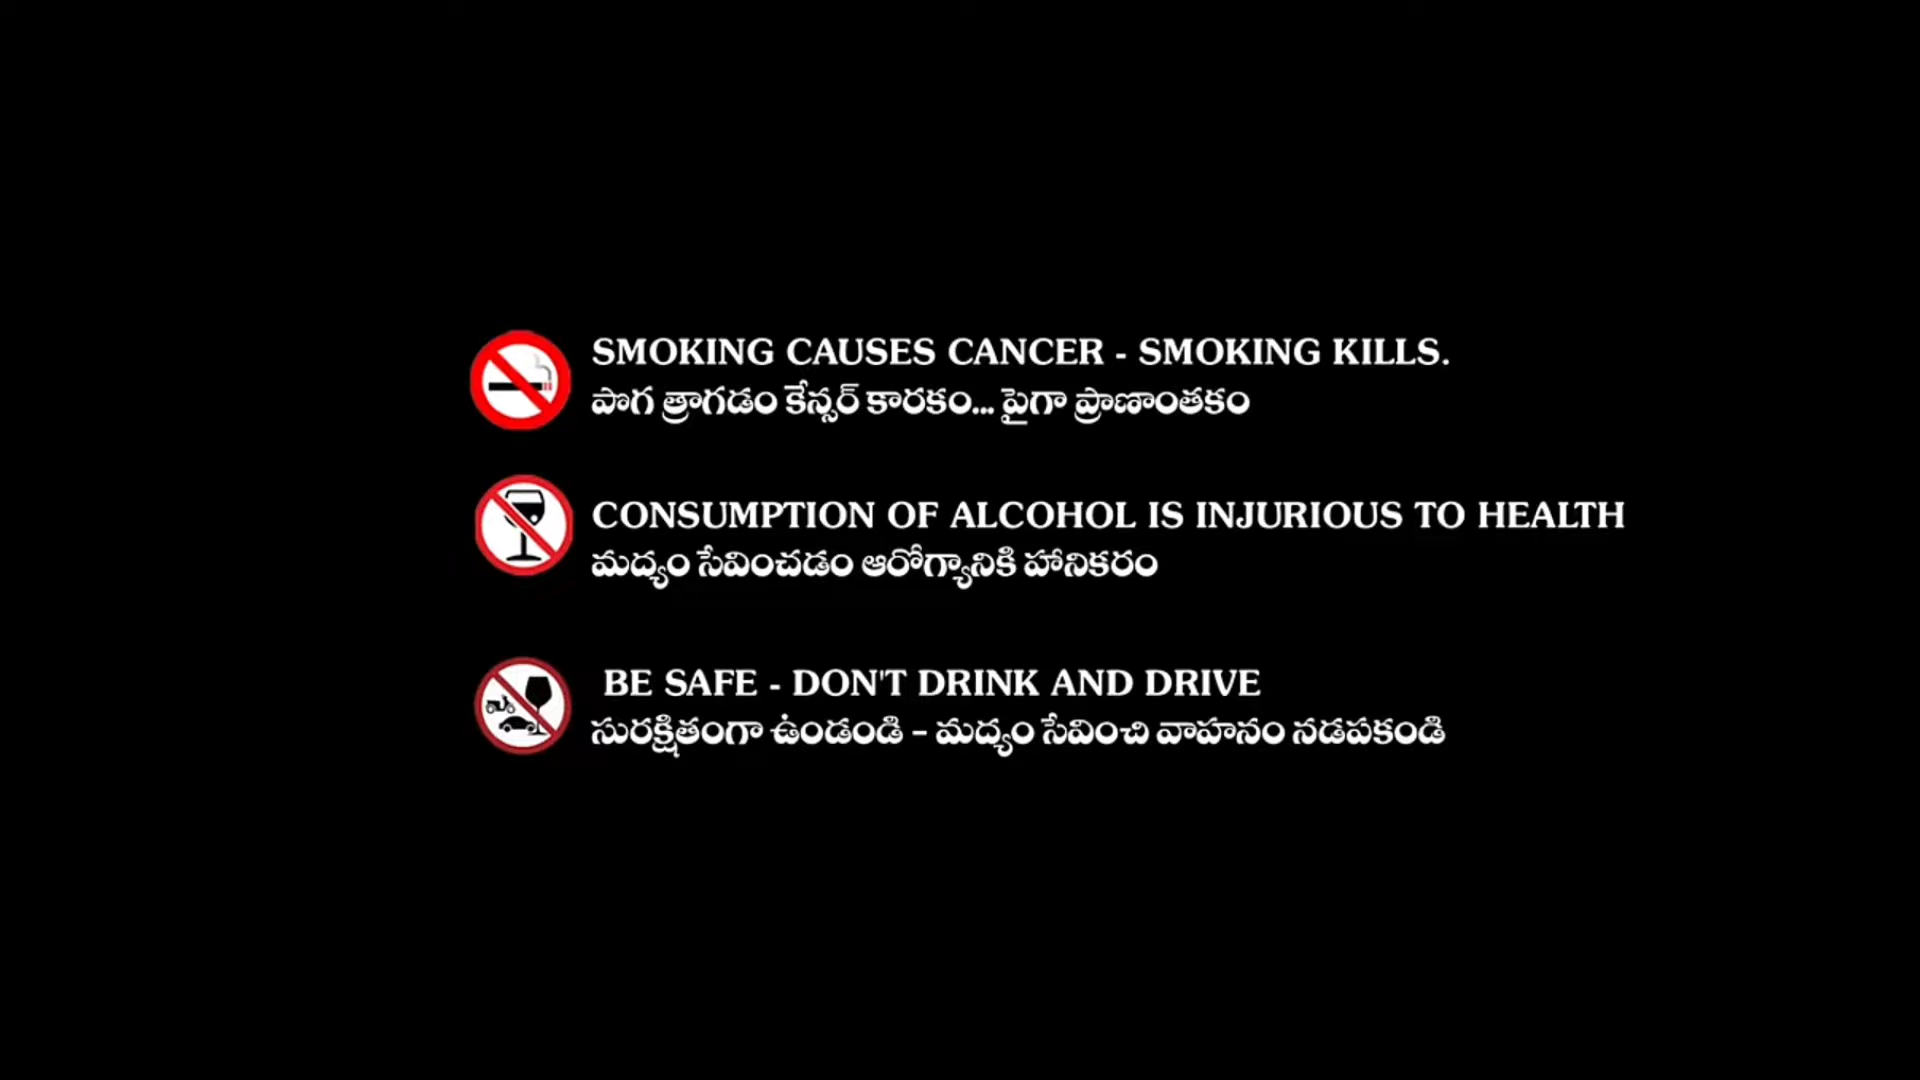 SMOKING CAUSES CANCER - SMOKING KILLS.
పొగ త్రాగడం కేన్సర్ కారకం... పైగా ప్రాణాంతకం
CONSUMPTION OF ALCOHOL IS INJURIOUS TO HEALTH
మద్యం సేవించడం ఆరోగ్యానికి హానికరం
BE SAFE - DON'T DRINK AND DRIVE
సురక్షితంగా ఉండండి – మద్యం సేవించి వాహనం నడపకండి